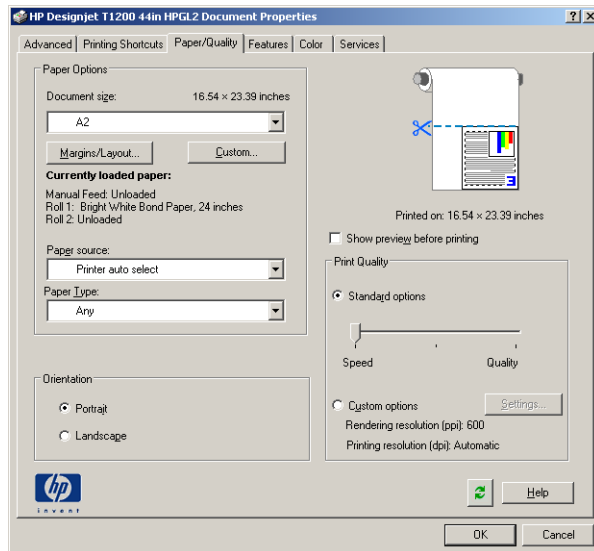 HP Designjet T1200 44in HPGL2 Document Properties
Advanced Printing Shortcuts Paper/Quality Features Color Services
Paper Options
Document size: 16.54 × 23.39 inches
A2
Margins/Layout... Custom...
Currently loaded paper:
Manual Feed: Unloaded
Roll 1: Bright White Bond Paper, 24 inches
Roll 2: Unloaded
Paper source:
Printer auto select
Paper Type:
Any
Orientation
Portrait
Landscape
hp
invent
3
Printed on: 16.54 × 23.39 inches
Show preview before printing
Print Quality
Standard options
Speed Quality
Custom options Settings...
Rendering resolution (ppi): 600
Printing resolution (dpi): Automatic
Help
OK Cancel